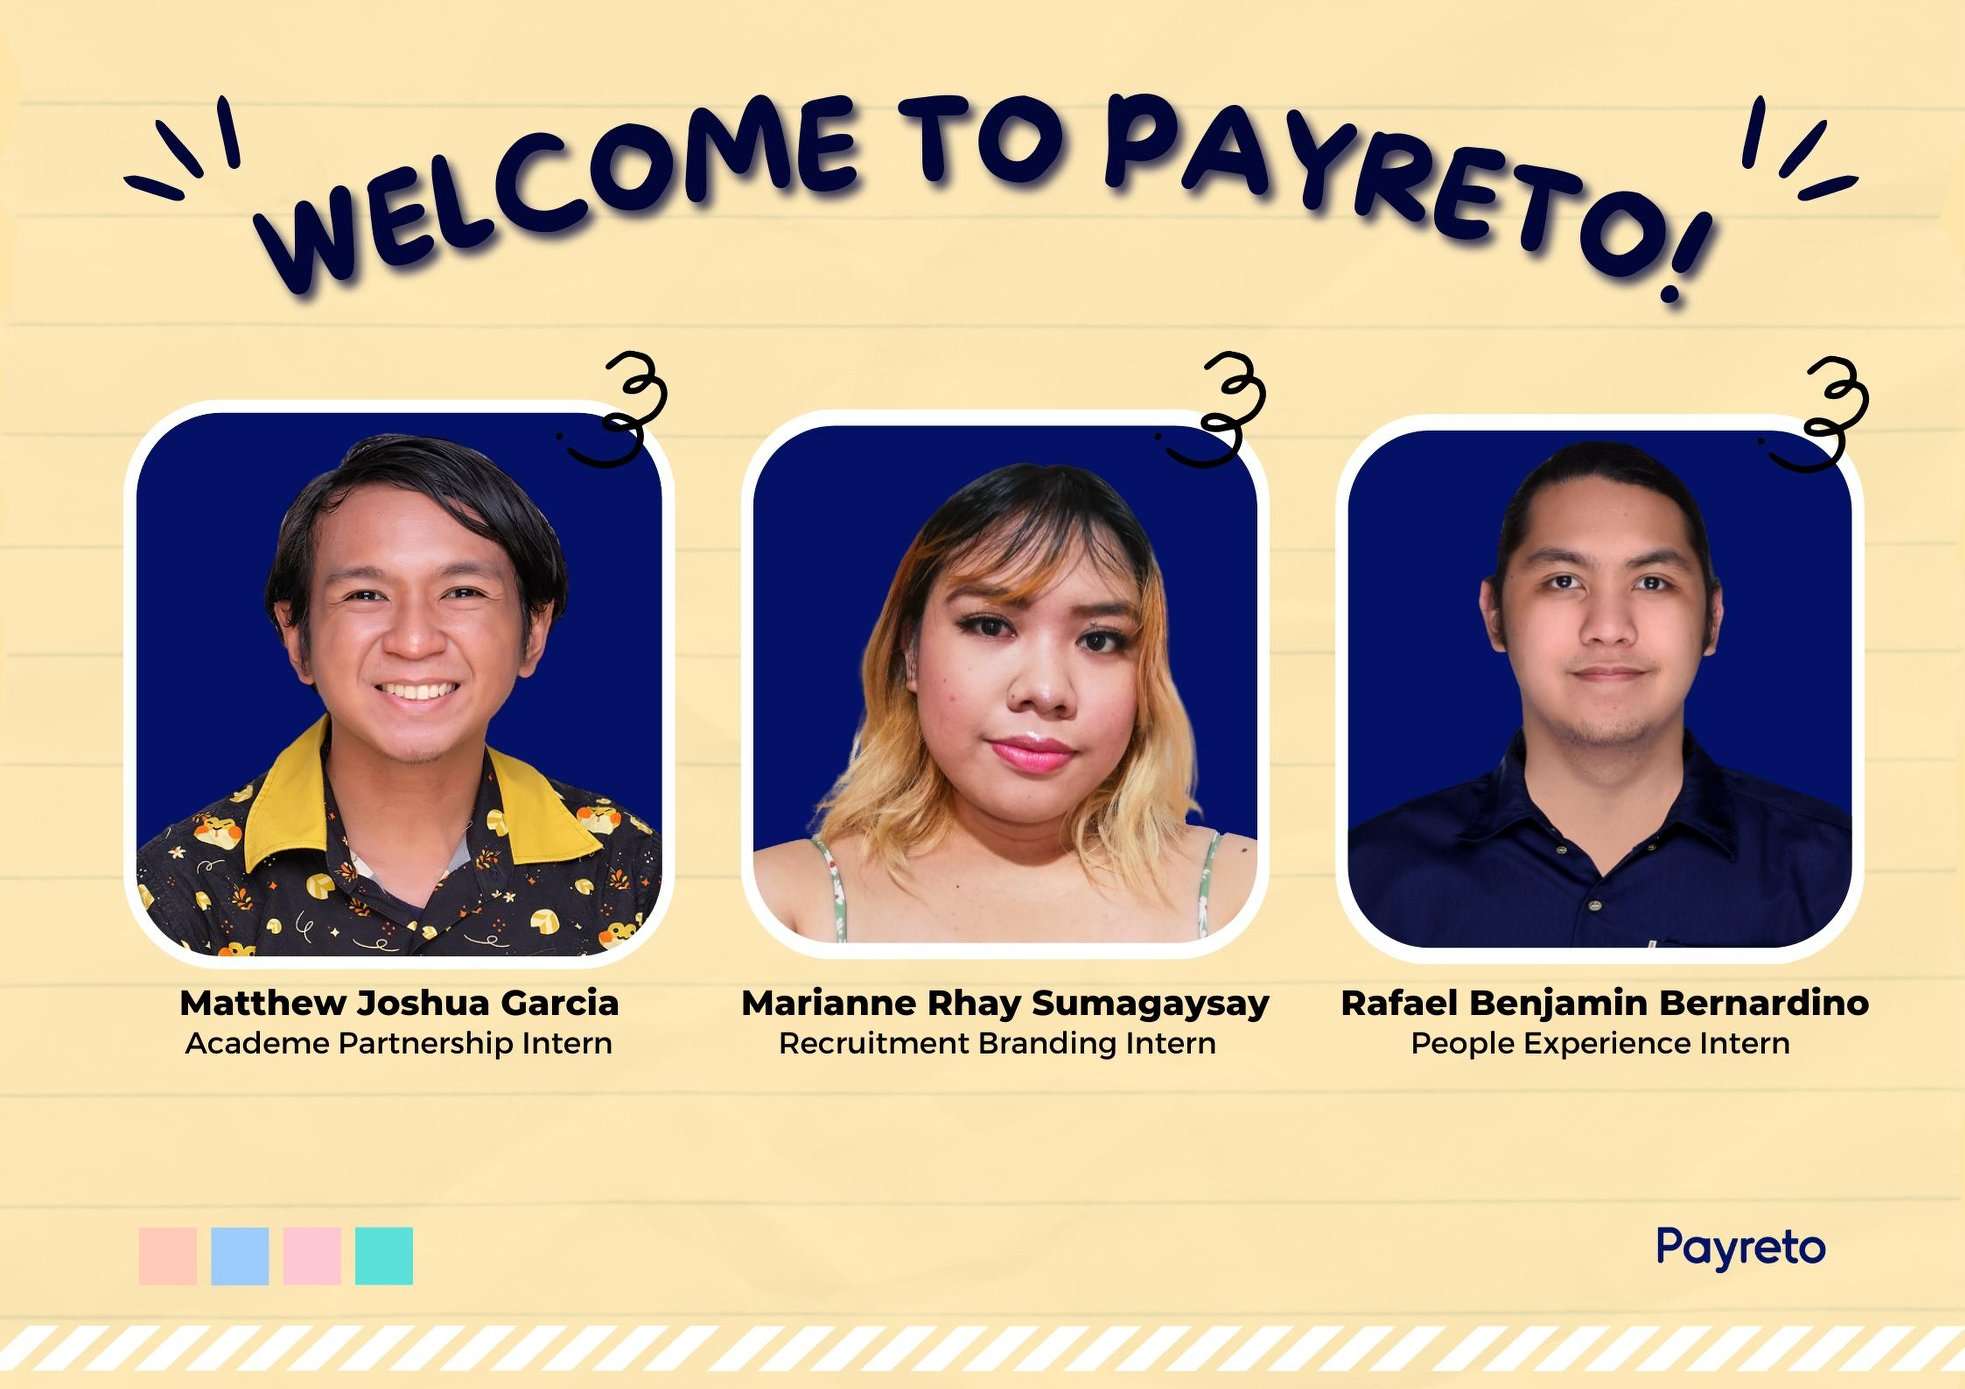 WELCOME TO PAYRETO!
Matthew Joshua Garcia
Academe Partnership Intern
Marianne Rhay Sumagaysay
Recruitment Branding Intern
Rafael Benjamin Bernardino
People Experience Intern
Payreto